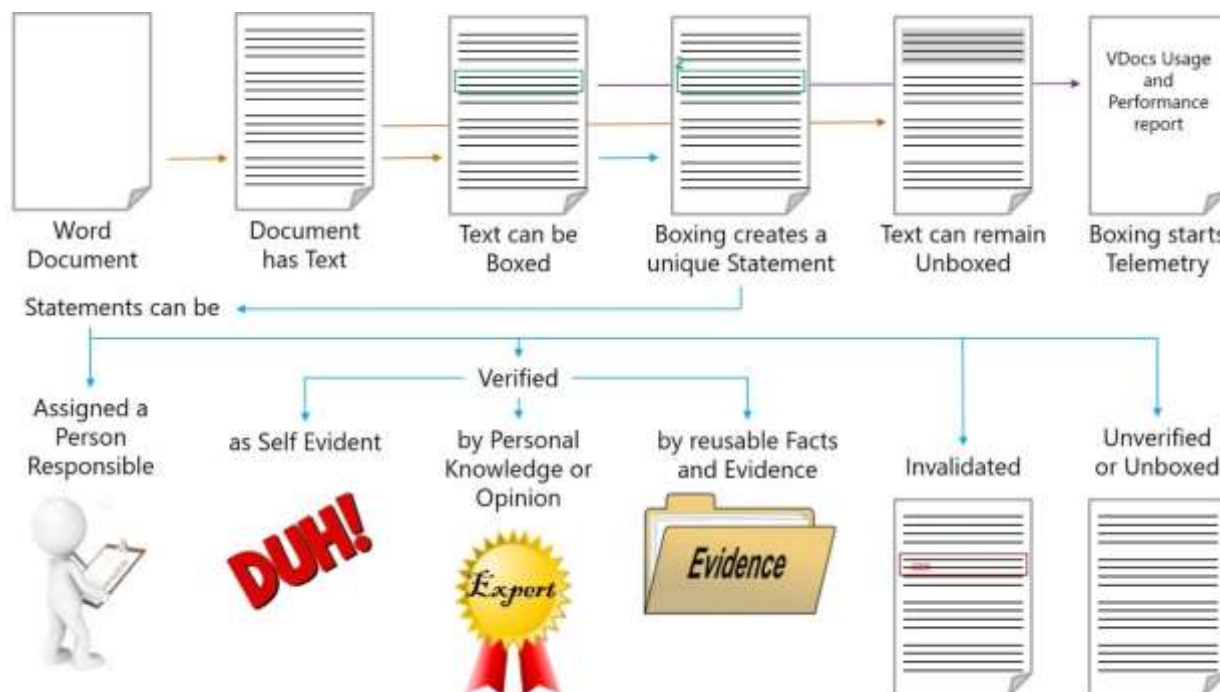 2
VDocs Usage
and
Performance
report
Word
Document
Document
has Text
Text can be
Boxed
Boxing creates a
unique Statement
Text can remain
Unboxed
Boxing starts
Telemetry
Statements can be
Verified
Assigned a
Person
Responsible
as Self Evident
by Personal
Knowledge or
Opinion
by reusable Facts
and Evidence
Invalidated
Unverified
or Unboxed
DUH!
Expert
Evidence